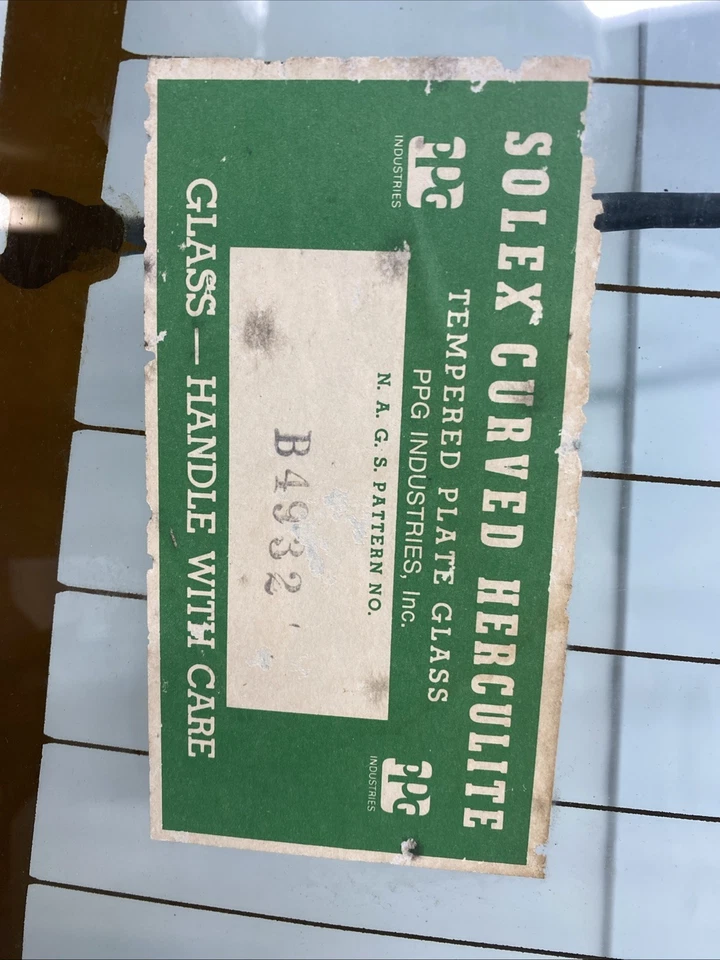 SOLEX CURVED HERCULITE
PPG
INDUSTRIES
TEMPERED PLATE GLASS
PPG INDUSTRIES, Inc.
PPG
INDUSTRIES
N. A. G. S. PATTERN NO.
B4932
GLASS — HANDLE WITH CARE